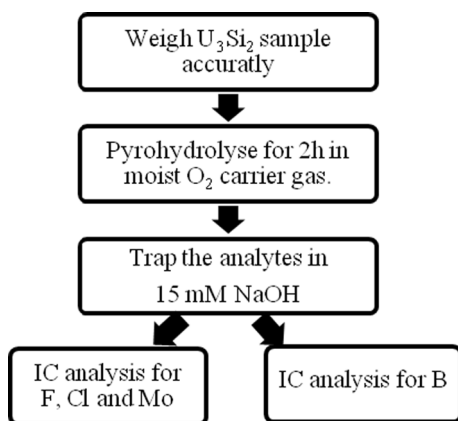 Weigh U₃Si₂ sample
accuratly
Pyrohydrolyse for 2h in
moist O₂ carrier gas.
Trap the analytes in
15 mM NaOH
IC analysis for
F, Cl and Mo
IC analysis for B